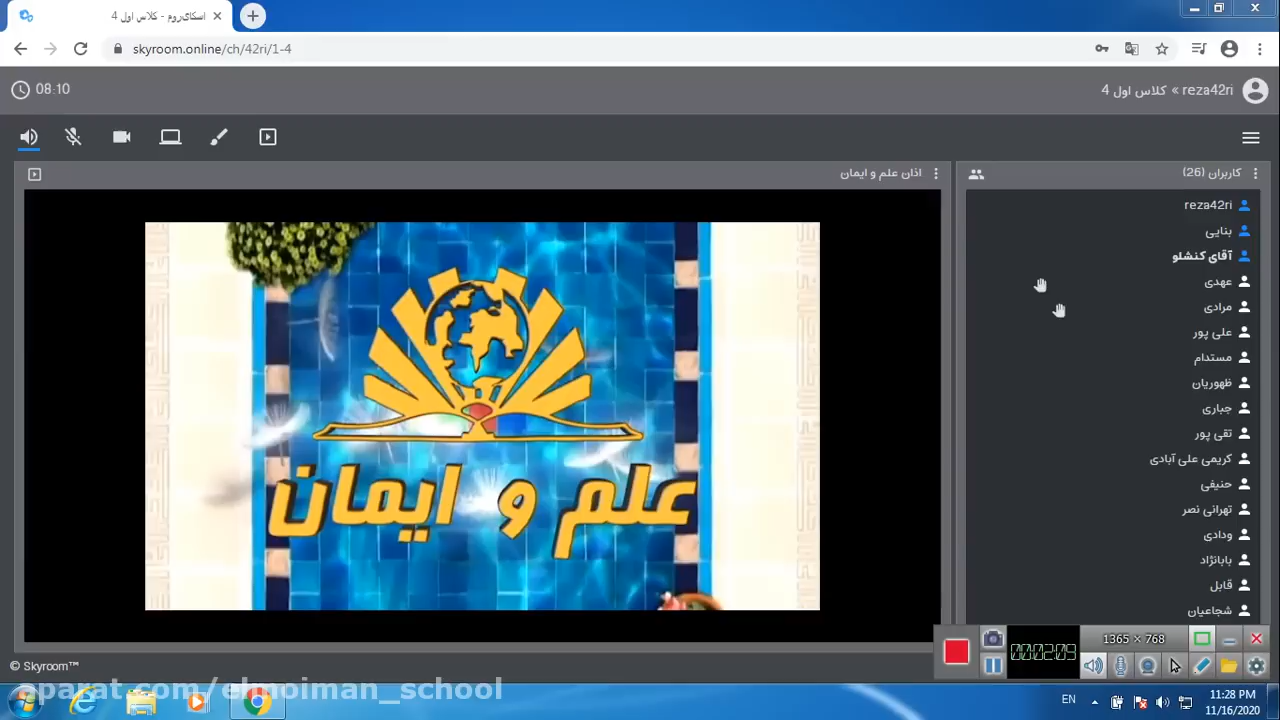 اسکای‌روم - کلاس اول 4
skyroom.online/ch/42ri/1-4
08:10
reza42ri » کلاس اول 4
اذان علم و ایمان
علم و ایمان
کاربران (26)
reza42ri
بنایی
آقای کنشلو
عهدی
مرادی
علی پور
مستدام
ظهوریان
جباری
تقی پور
کریمی علی آبادی
حنیفی
تهرانی نصر
ودادی
بابانژاد
قابل
شجاعیان
1365 × 768
00:02:09
© Skyroom™
aparat.com/elmoiman_school
EN
11:28 PM
11/16/2020